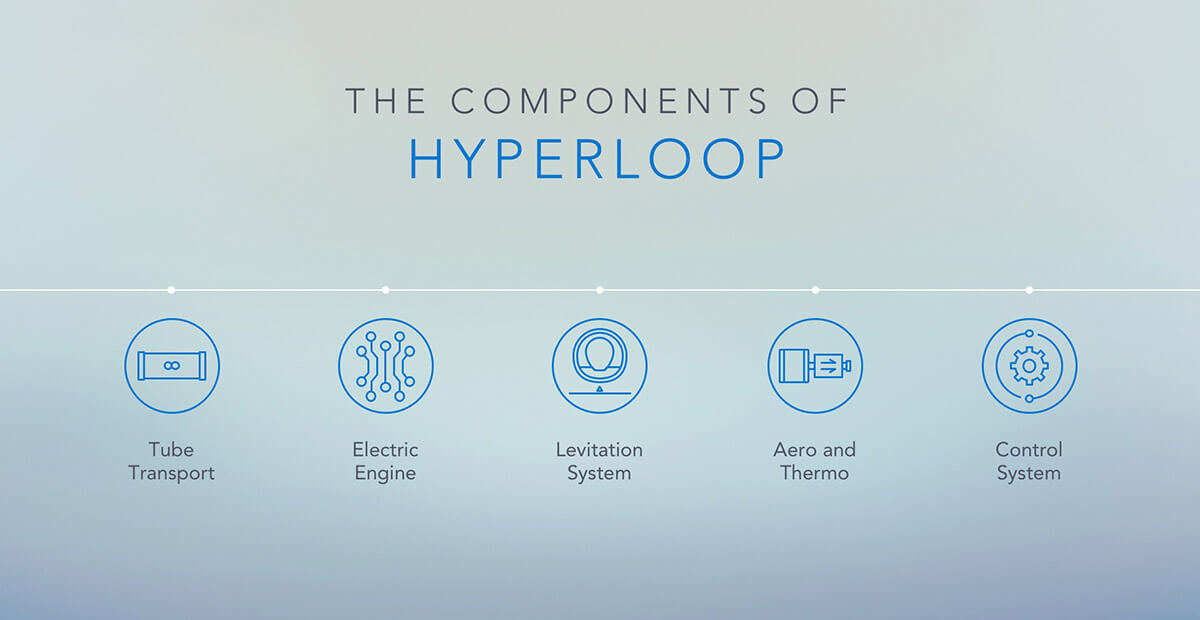 THE COMPONENTS OF
HYPERLOOP
Tube
Transport
Electric
Engine
Levitation
System
Aero and
Thermo
Control
System